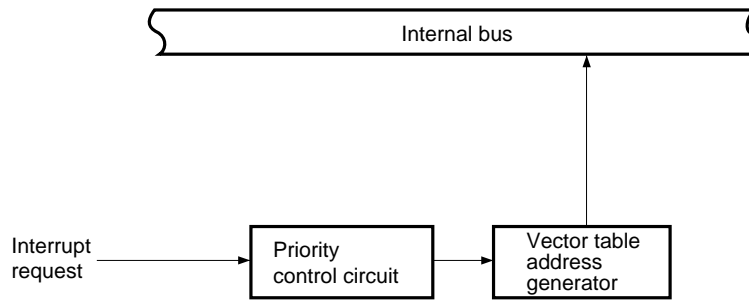 Internal bus
Interrupt
request
Priority
control circuit
Vector table
address
generator